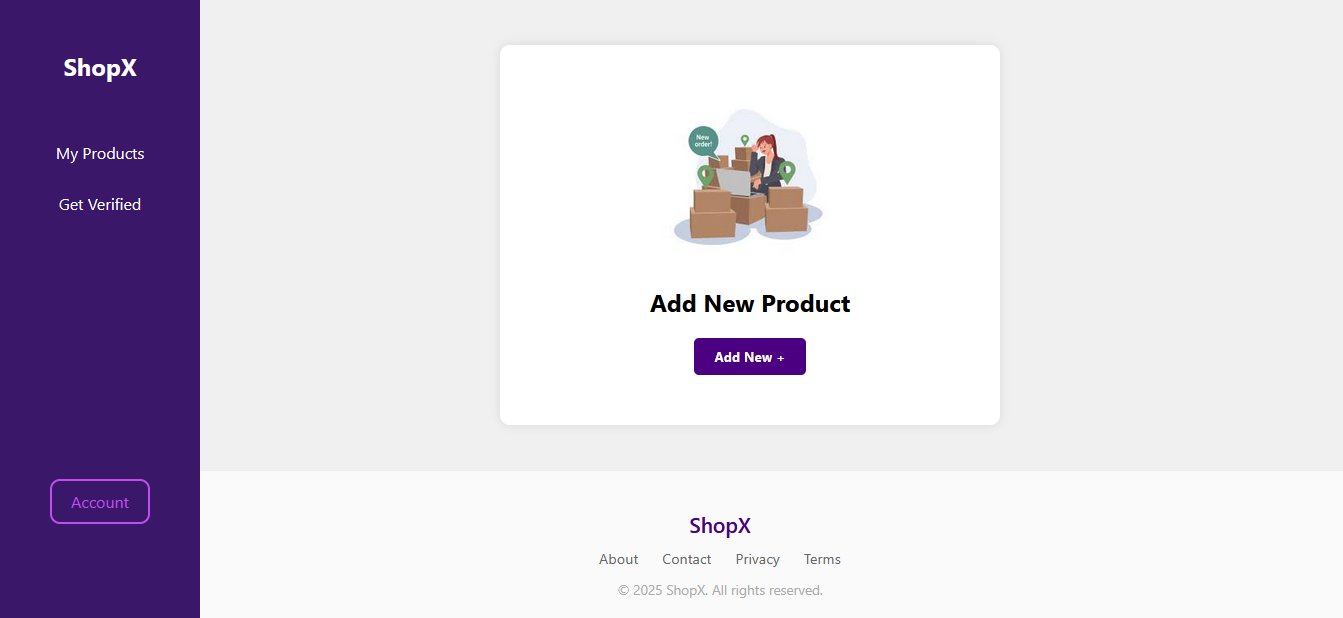 ShopX
My Products
Get Verified
Account
New
order!
Add New Product
Add New +
ShopX
About Contact Privacy Terms
© 2025 ShopX. All rights reserved.